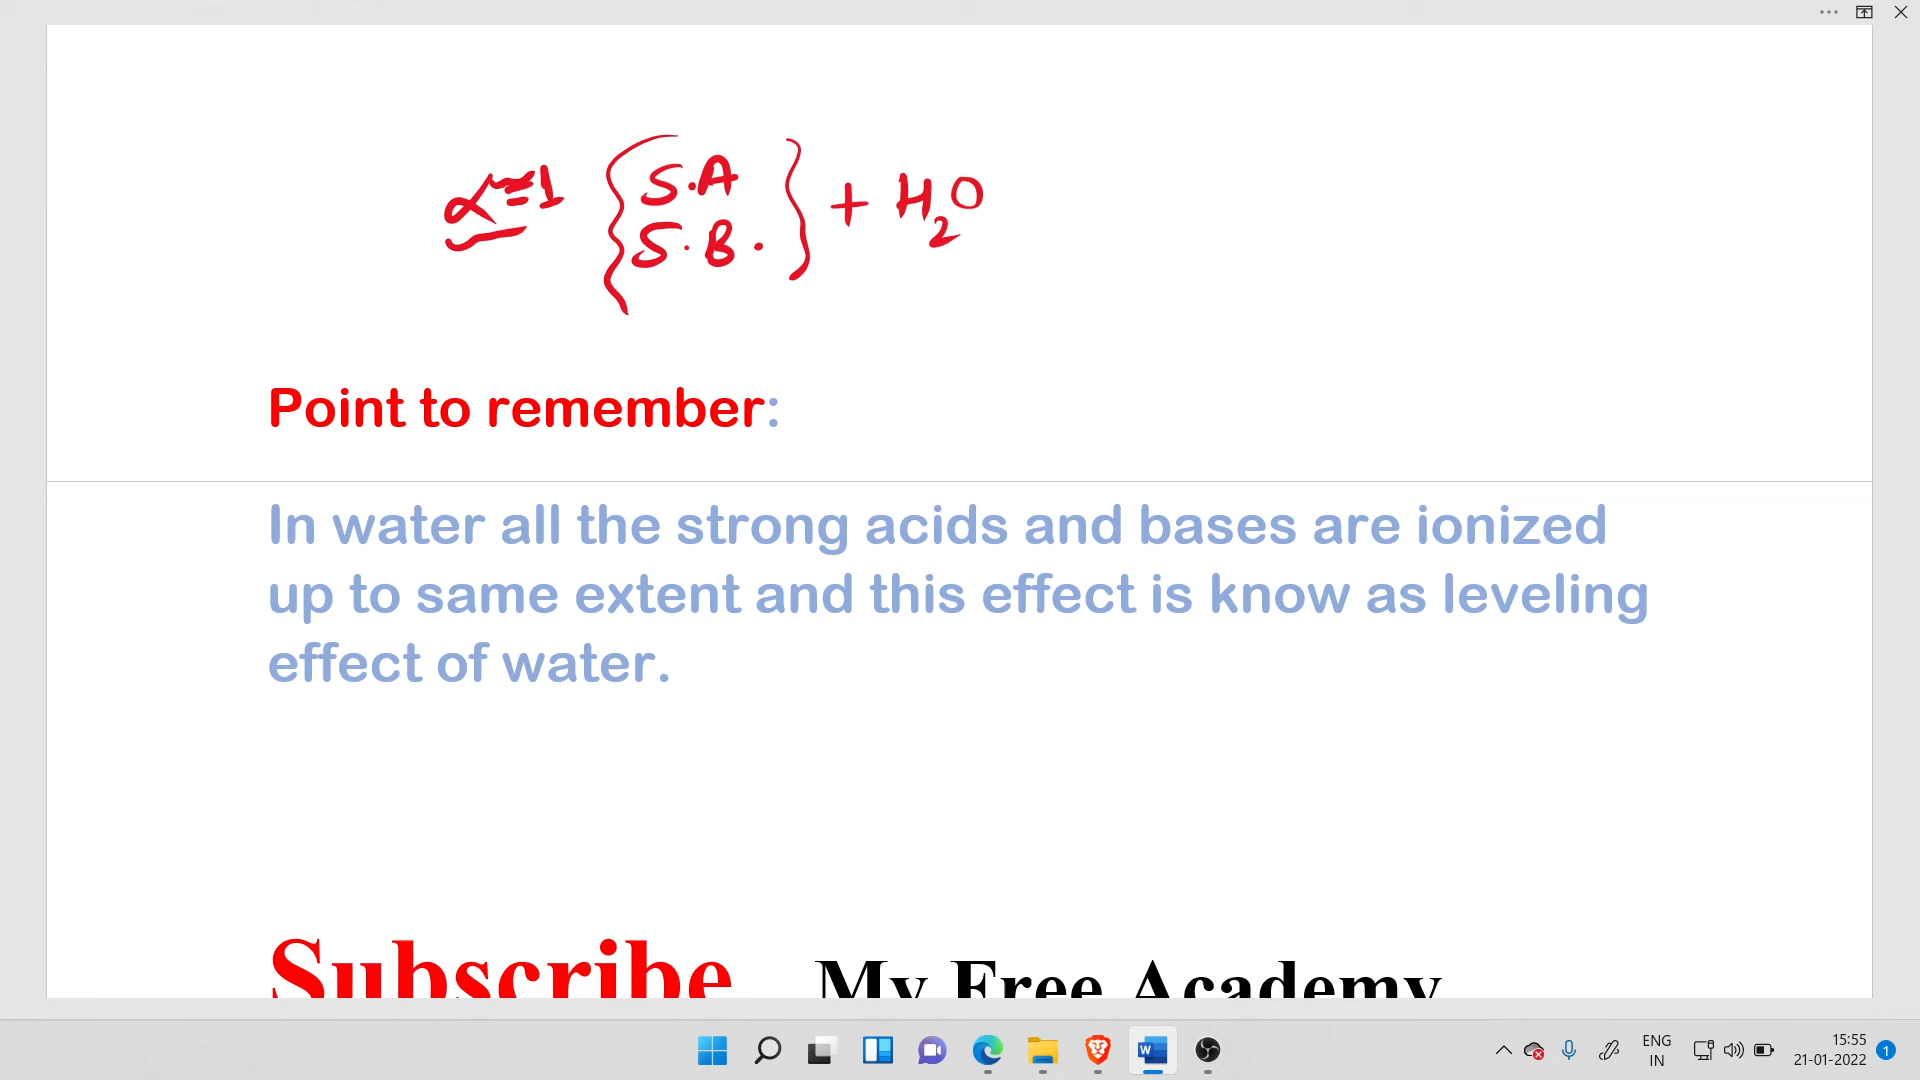 α=1 { S.A } + H₂O
S.B.
Point to remember:
In water all the strong acids and bases are ionized
up to same extent and this effect is know as leveling
effect of water.
Subscribe My Free Academy
ENG
IN
15:55
21-01-2022
1